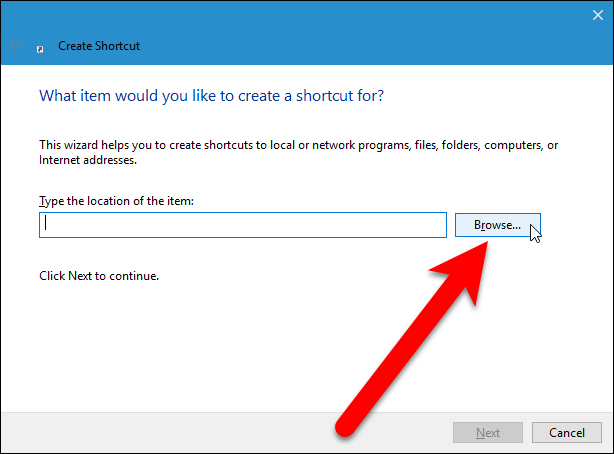 Create Shortcut
What item would you like to create a shortcut for?
This wizard helps you to create shortcuts to local or network programs, files, folders, computers, or
Internet addresses.
Type the location of the item:
Browse...
Click Next to continue.
Next
Cancel